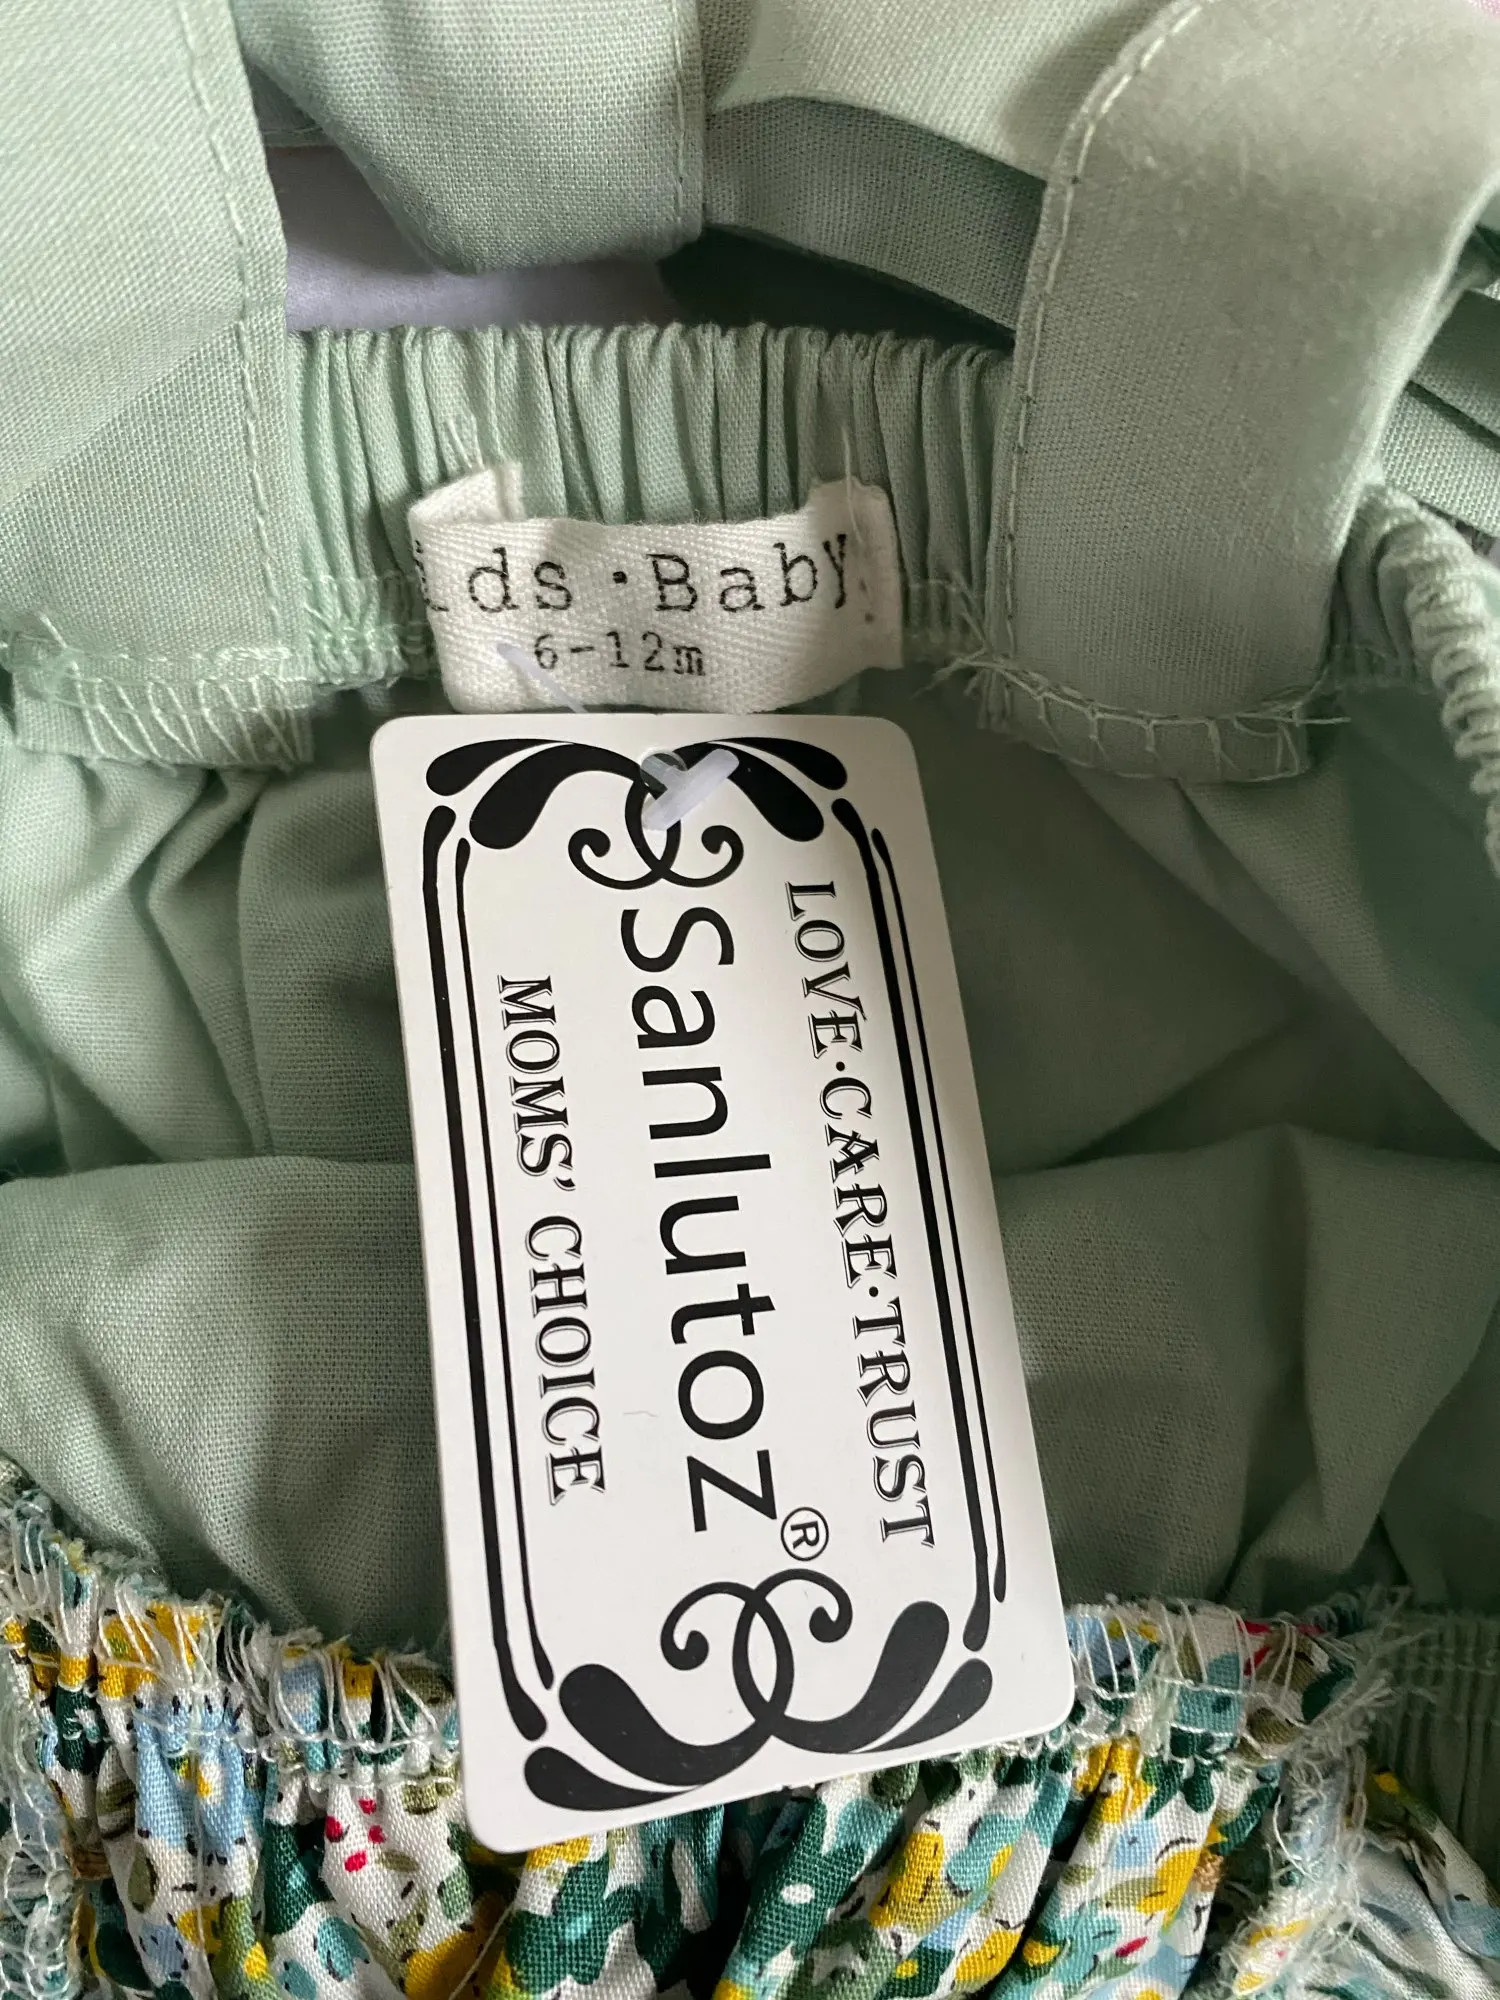 ids · Baby
6-12m
LOVE·CARE·TRUST
Sanlutoz®
MOMS' CHOICE